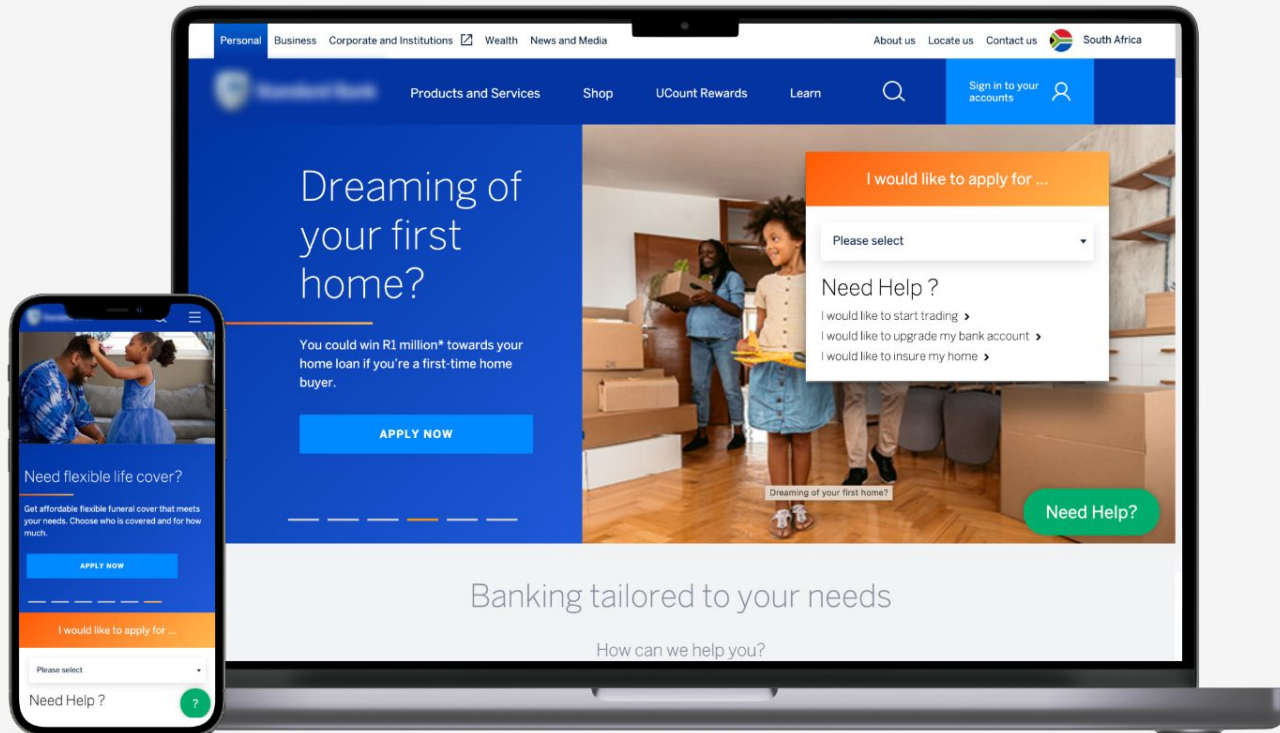 Personal Business Corporate and Institutions Wealth News and Media About us Locate us Contact us South Africa
Products and Services Shop UCount Rewards Learn Sign in to your
accounts
Dreaming of
your first
home?
You could win R1 million* towards your
home loan if you're a first-time home
buyer.
APPLY NOW
I would like to apply for ...
Please select
Need Help ?
I would like to start trading
I would like to upgrade my bank account
I would like to insure my home
Dreaming of your first home?
Need Help?
Banking tailored to your needs
How can we help you?
Need flexible life cover?
Get affordable flexible funeral cover that meets
your needs. Choose who is covered and for how
much.
APPLY NOW
I would like to apply for ...
Please select
Need Help ?
?